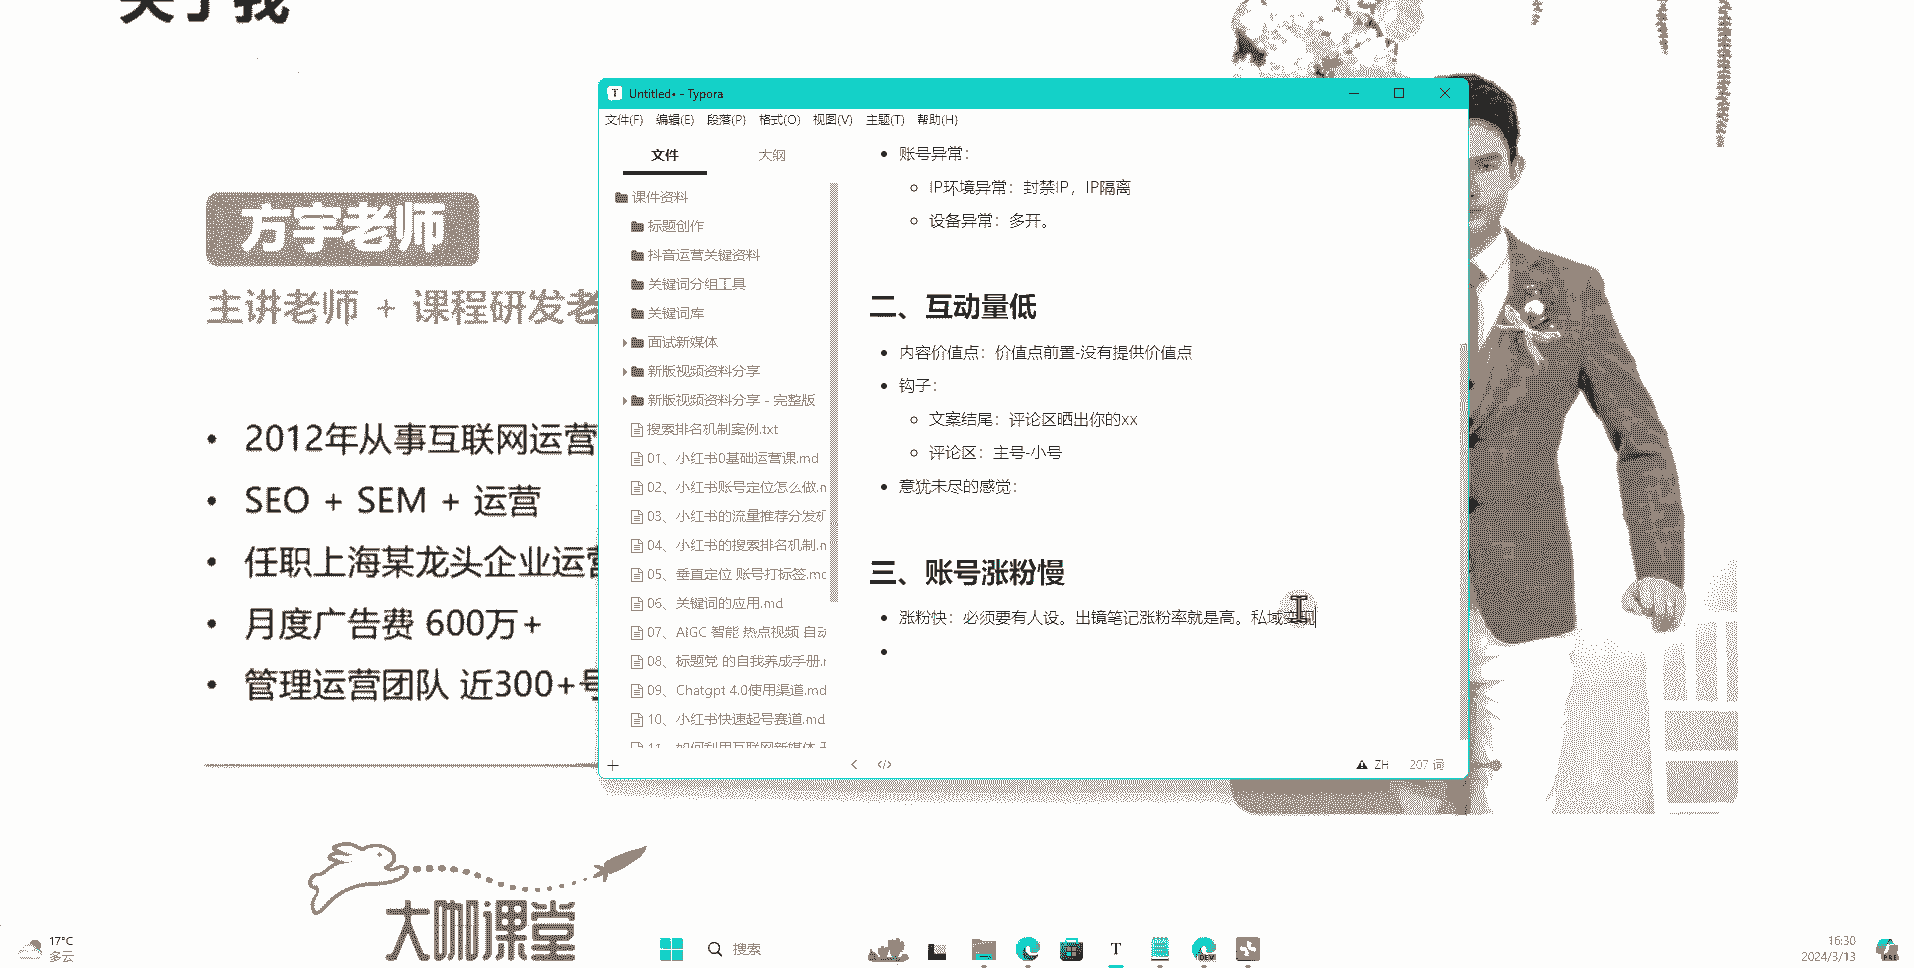 关于我
方宇老师
主讲老师 + 课程研发老
2012年从事互联网运营
SEO + SEM + 运营
任职上海某龙头企业运营
月度广告费 600万+
管理运营团队 近300+号
大咖课堂
Untitled• - Typora
文件(F) 编辑(E) 段落(P) 格式(O) 视图(V) 主题(T) 帮助(H)
文件 大纲
课件资料
标题创作
抖音运营关键资料
关键词分组工具
关键词库
面试新媒体
新版视频资料分享
新版视频资料分享 - 完整版
搜索排名机制案例.txt
01、小红书0基础运营课.md
02、小红书账号定位怎么做.n
03、小红书的流量推荐分发机
04、小红书的搜索排名机制.n
05、垂直定位 账号打标签.mc
06、关键词的应用.md
07、AIGC 智能 热点视频 自动
08、标题党 的自我养成手册.r
09、Chatgpt 4.0使用渠道.md
10、小红书快速起号赛道.md
11、如何利用互联网新媒体
账号异常：
IP环境异常：封禁IP，IP隔离
设备异常：多开。
二、互动量低
内容价值点：价值点前置-没有提供价值点
钩子：
文案结尾：评论区晒出你的xx
评论区：主号-小号
意犹未尽的感觉：
三、账号涨粉慢
涨粉快：必须要有人设。出镜笔记涨粉率就是高。私域变现
ZH 207 词
17°C
多云
搜索
T
DEV
16:30
2024/3/13
PRE